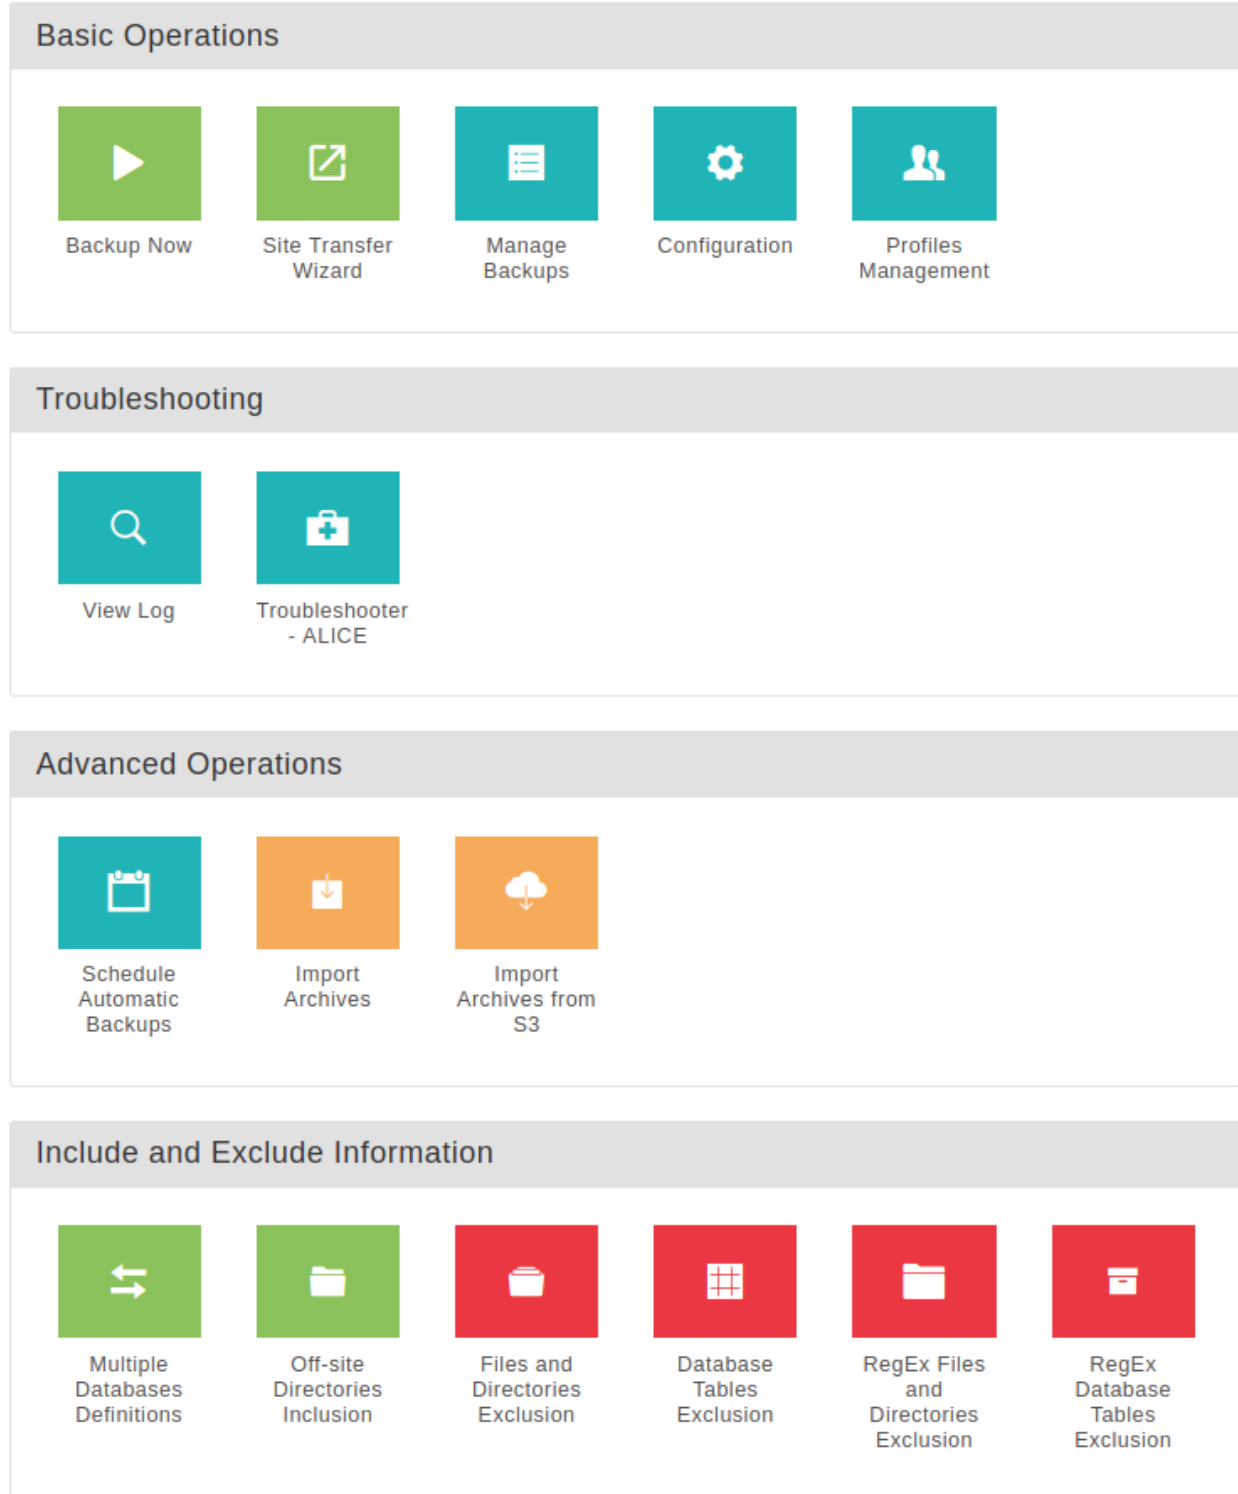 Basic Operations
Backup Now
Site Transfer
Wizard
Manage
Backups
Configuration
Profiles
Management
Troubleshooting
View Log
Troubleshooter
- ALICE
Advanced Operations
Schedule
Automatic
Backups
Import
Archives
Import
Archives from
S3
Include and Exclude Information
Multiple
Databases
Definitions
Off-site
Directories
Inclusion
Files and
Directories
Exclusion
Database
Tables
Exclusion
RegEx Files
and
Directories
Exclusion
RegEx
Database
Tables
Exclusion